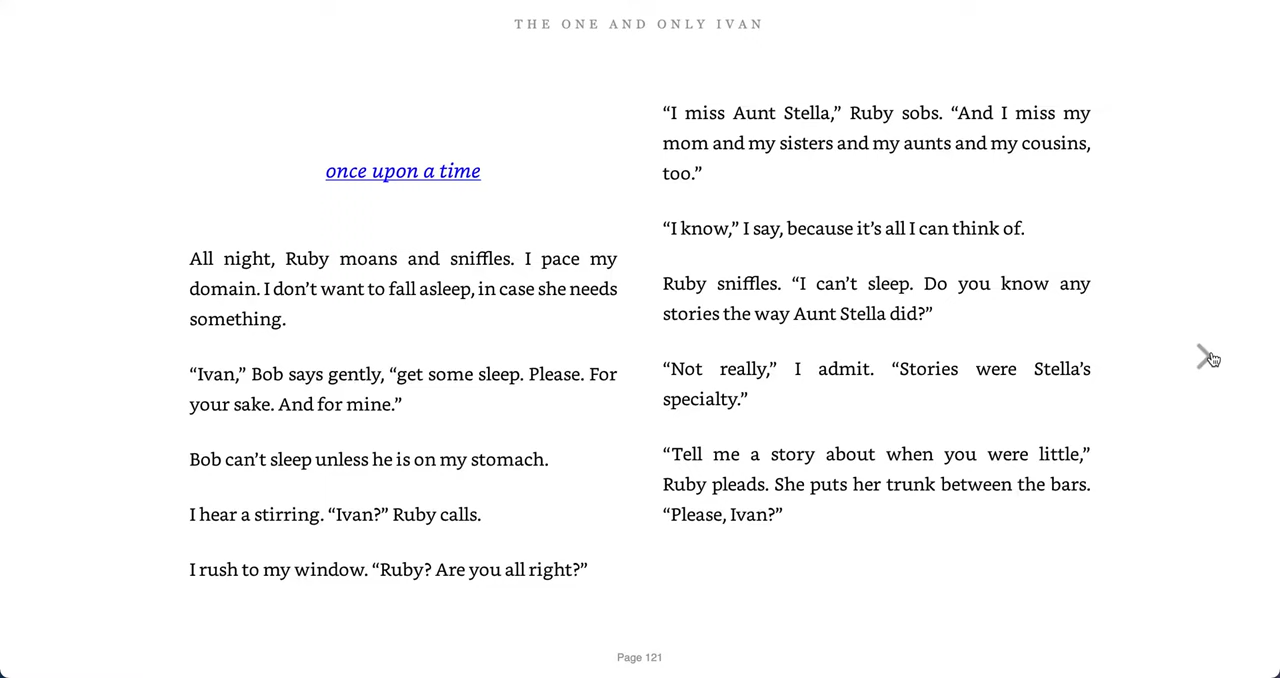 THE ONE AND ONLY IVAN
once upon a time
All night, Ruby moans and sniffles. I pace my
domain. I don’t want to fall asleep, in case she needs
something.
“Ivan,” Bob says gently, “get some sleep. Please. For
your sake. And for mine.”
Bob can’t sleep unless he is on my stomach.
I hear a stirring. “Ivan?” Ruby calls.
I rush to my window. “Ruby? Are you all right?”
“I miss Aunt Stella,” Ruby sobs. “And I miss my
mom and my sisters and my aunts and my cousins,
too.”
“I know,” I say, because it’s all I can think of.
Ruby sniffles. “I can’t sleep. Do you know any
stories the way Aunt Stella did?”
“Not really,” I admit. “Stories were Stella’s
specialty.”
“Tell me a story about when you were little,”
Ruby pleads. She puts her trunk between the bars.
“Please, Ivan?”
Page 121